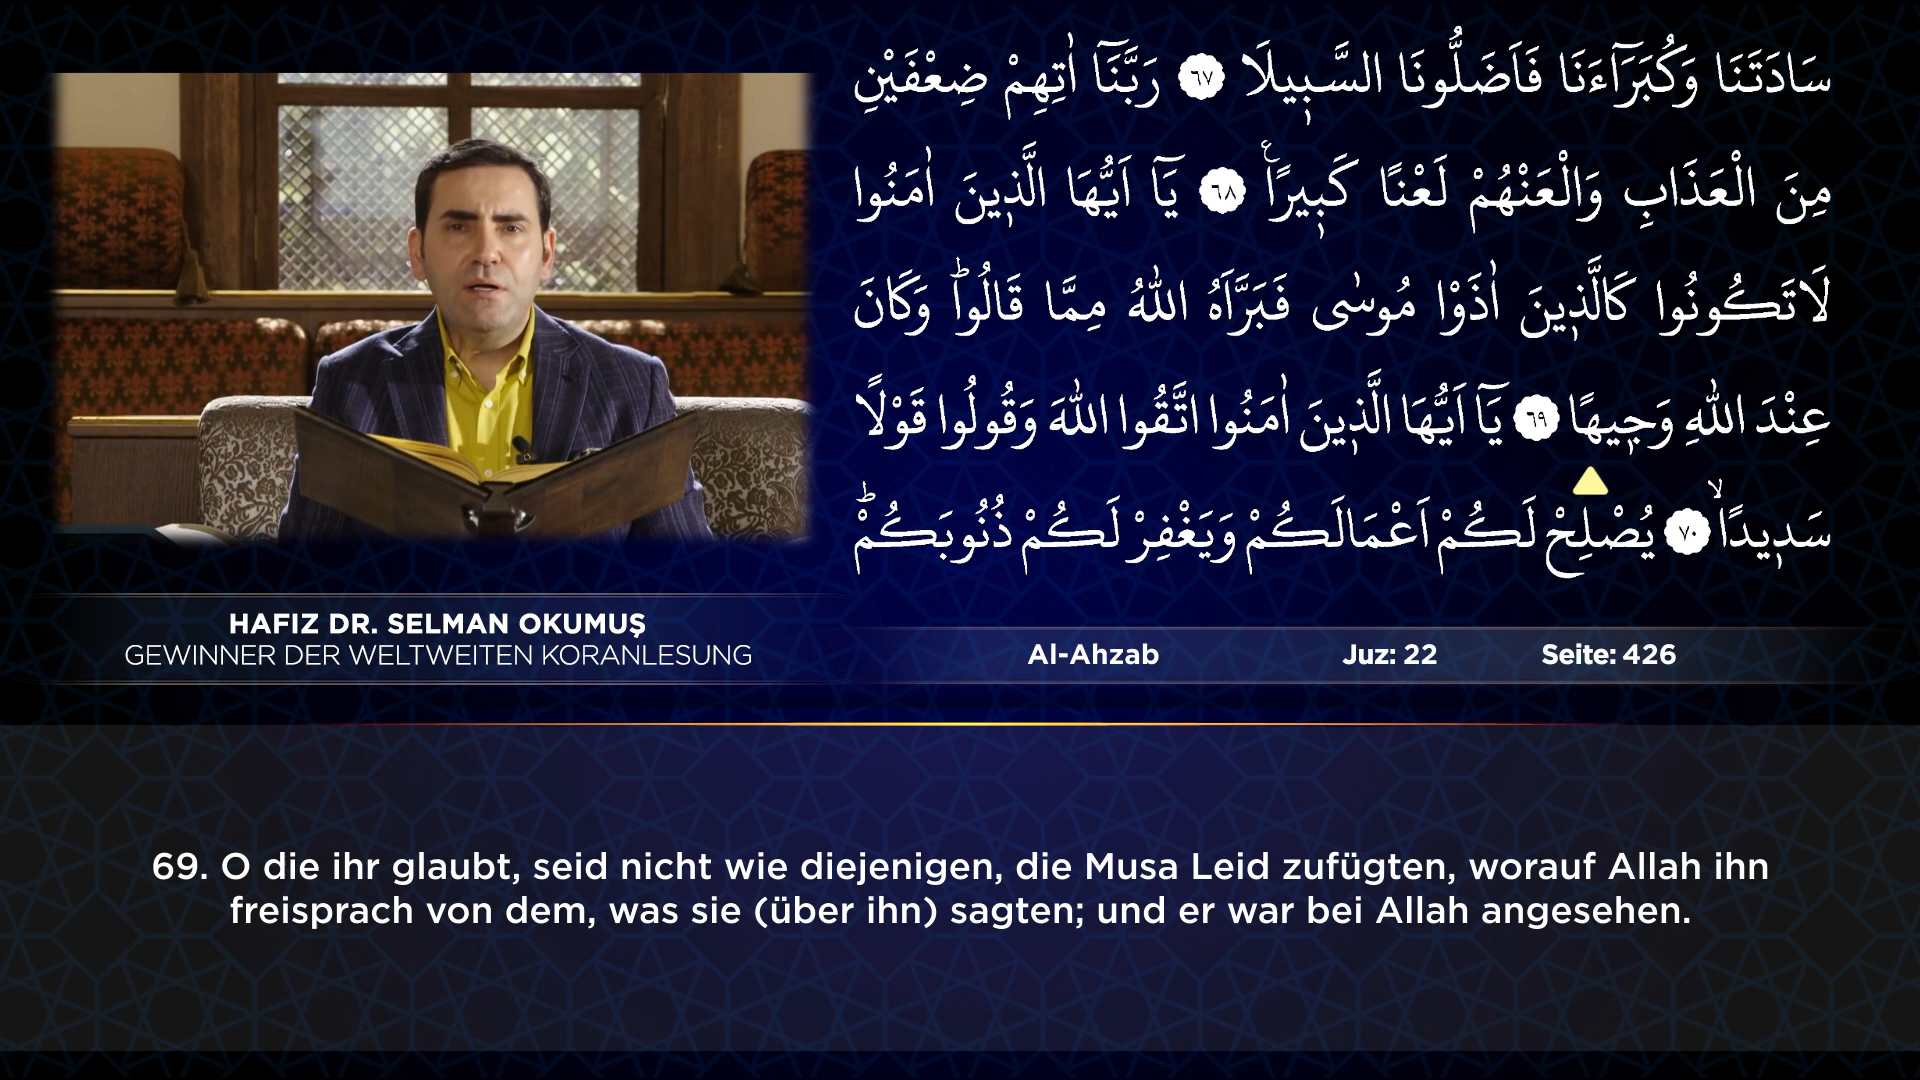 سَادَتَنَا وَكُبَرَٓاءَنَا فَاَضَلُّونَا السَّب۪يلَا ٦٧ رَبَّنَٓا اٰتِهِمْ ضِعْفَيْنِ
مِنَ الْعَذَابِ وَالْعَنْهُمْ لَعْنًا كَب۪يرًاۚ ٦٨ يَٓا اَيُّهَا الَّذ۪ينَ اٰمَنُوا
لَاتَكُونُوا كَالَّذ۪ينَ اٰذَوْا مُوسٰى فَبَرَّاَهُ اللّٰهُ مِمَّا قَالُواۜ وَكَانَ
عِنْدَ اللّٰهِ وَج۪يهًا ٦٩ يَٓا اَيُّهَا الَّذ۪ينَ اٰمَنُوا اتَّقُوا اللّٰهَ وَقُولُوا قَوْلًا
سَد۪يدًاۙ ٧٠ يُصْلِحْ لَكُمْ اَعْمَالَكُمْ وَيَغْفِرْ لَكُمْ ذُنُوبَكُمْۜ
HAFIZ DR. SELMAN OKUMUŞ
GEWINNER DER WELTWEITEN KORANLESUNG
Al-Ahzab Juz: 22 Seite: 426
69. O die ihr glaubt, seid nicht wie diejenigen, die Musa Leid zufügten, worauf Allah ihn
freisprach von dem, was sie (über ihn) sagten; und er war bei Allah angesehen.